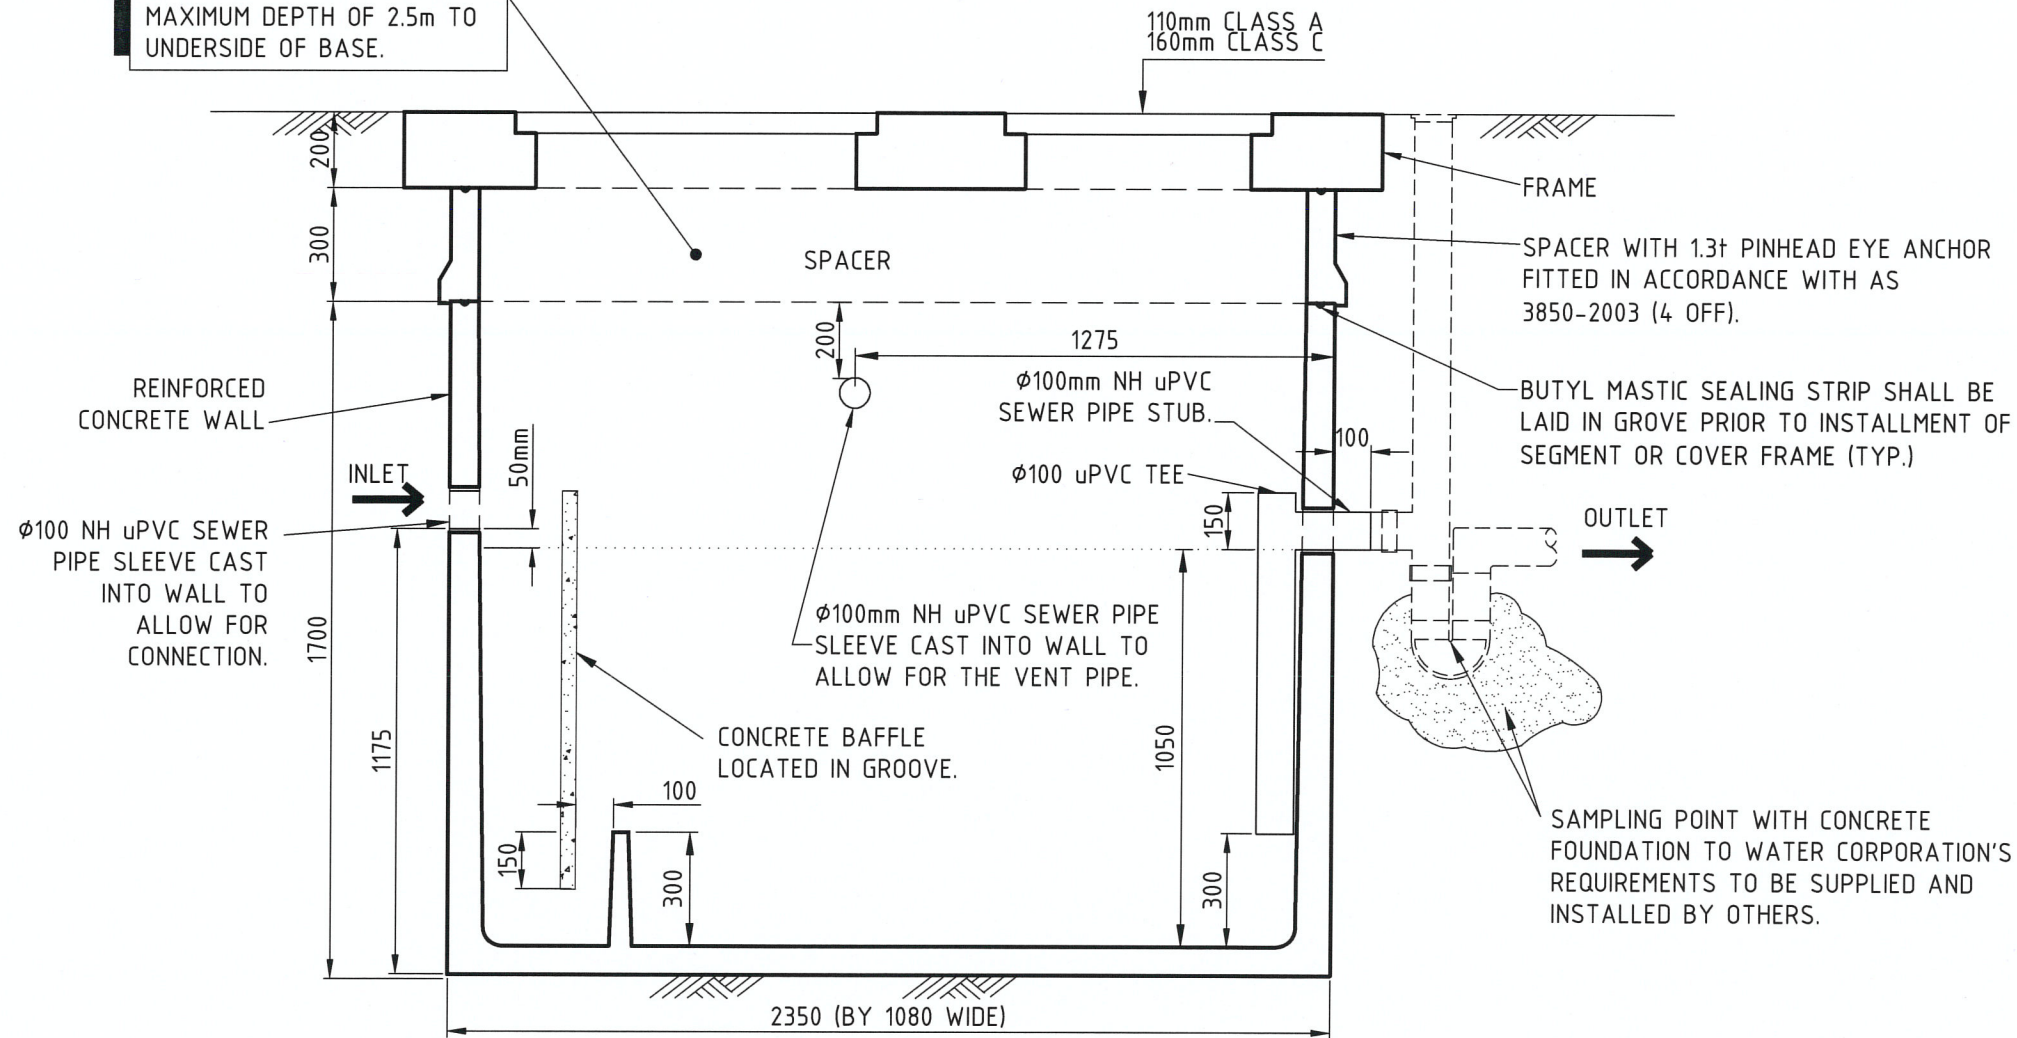 MAXIMUM DEPTH OF 2.5m TO
UNDERSIDE OF BASE.
110mm CLASS A
160mm CLASS C
200
300
FRAME
SPACER
SPACER WITH 1.3t PINHEAD EYE ANCHOR
FITTED IN ACCORDANCE WITH AS
3850-2003 (4 OFF).
200
1275
REINFORCED
CONCRETE WALL
Φ100mm NH uPVC
SEWER PIPE STUB.
BUTYL MASTIC SEALING STRIP SHALL BE
LAID IN GROVE PRIOR TO INSTALLMENT OF
SEGMENT OR COVER FRAME (TYP.)
100
50mm
INLET
Φ100 uPVC TEE
150
OUTLET
Φ100 NH uPVC SEWER
PIPE SLEEVE CAST
INTO WALL TO
ALLOW FOR
CONNECTION.
1700
Φ100mm NH uPVC SEWER PIPE
SLEEVE CAST INTO WALL TO
ALLOW FOR THE VENT PIPE.
1175
CONCRETE BAFFLE
LOCATED IN GROOVE.
1050
100
150
300
300
SAMPLING POINT WITH CONCRETE
FOUNDATION TO WATER CORPORATION'S
REQUIREMENTS TO BE SUPPLIED AND
INSTALLED BY OTHERS.
2350 (BY 1080 WIDE)